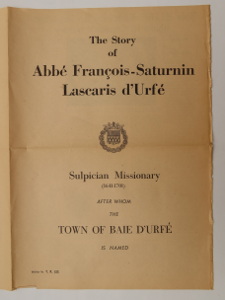 The Story
of
Abbé François-Saturnin
Lascaris d'Urfé
Sulpician Missionary
AFTER WHOM
THE
TOWN OF BAIE D'URFÉ
IS NAMED